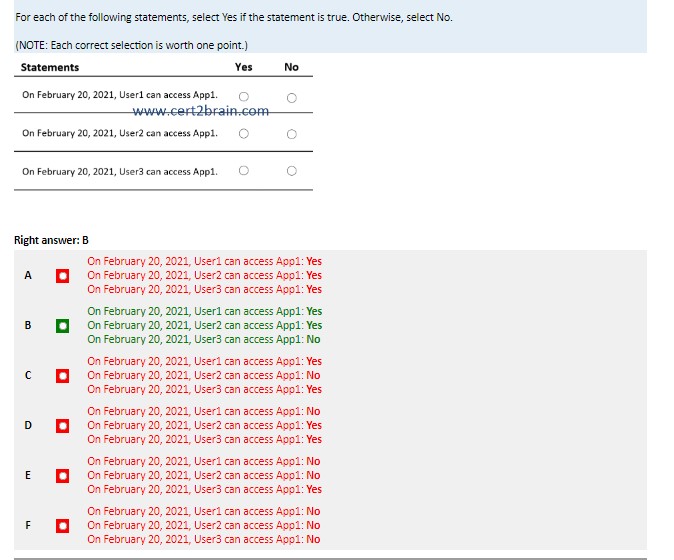 For each of the following statements, select Yes if the statement is true. Otherwise, select No.
(NOTE: Each correct selection is worth one point.)
Statements Yes No
On February 20, 2021, User1 can access App1.
www.cert2brain.com
On February 20, 2021, User2 can access App1.
On February 20, 2021, User3 can access App1.
Right answer: B
On February 20, 2021, User1 can access App1: Yes
A On February 20, 2021, User2 can access App1: Yes
On February 20, 2021, User3 can access App1: Yes
On February 20, 2021, User1 can access App1: Yes
B On February 20, 2021, User2 can access App1: Yes
On February 20, 2021, User3 can access App1: No
On February 20, 2021, User1 can access App1: Yes
C On February 20, 2021, User2 can access App1: No
On February 20, 2021, User3 can access App1: Yes
On February 20, 2021, User1 can access App1: No
D On February 20, 2021, User2 can access App1: Yes
On February 20, 2021, User3 can access App1: Yes
On February 20, 2021, User1 can access App1: No
E On February 20, 2021, User2 can access App1: No
On February 20, 2021, User3 can access App1: Yes
On February 20, 2021, User1 can access App1: No
F On February 20, 2021, User2 can access App1: No
On February 20, 2021, User3 can access App1: No